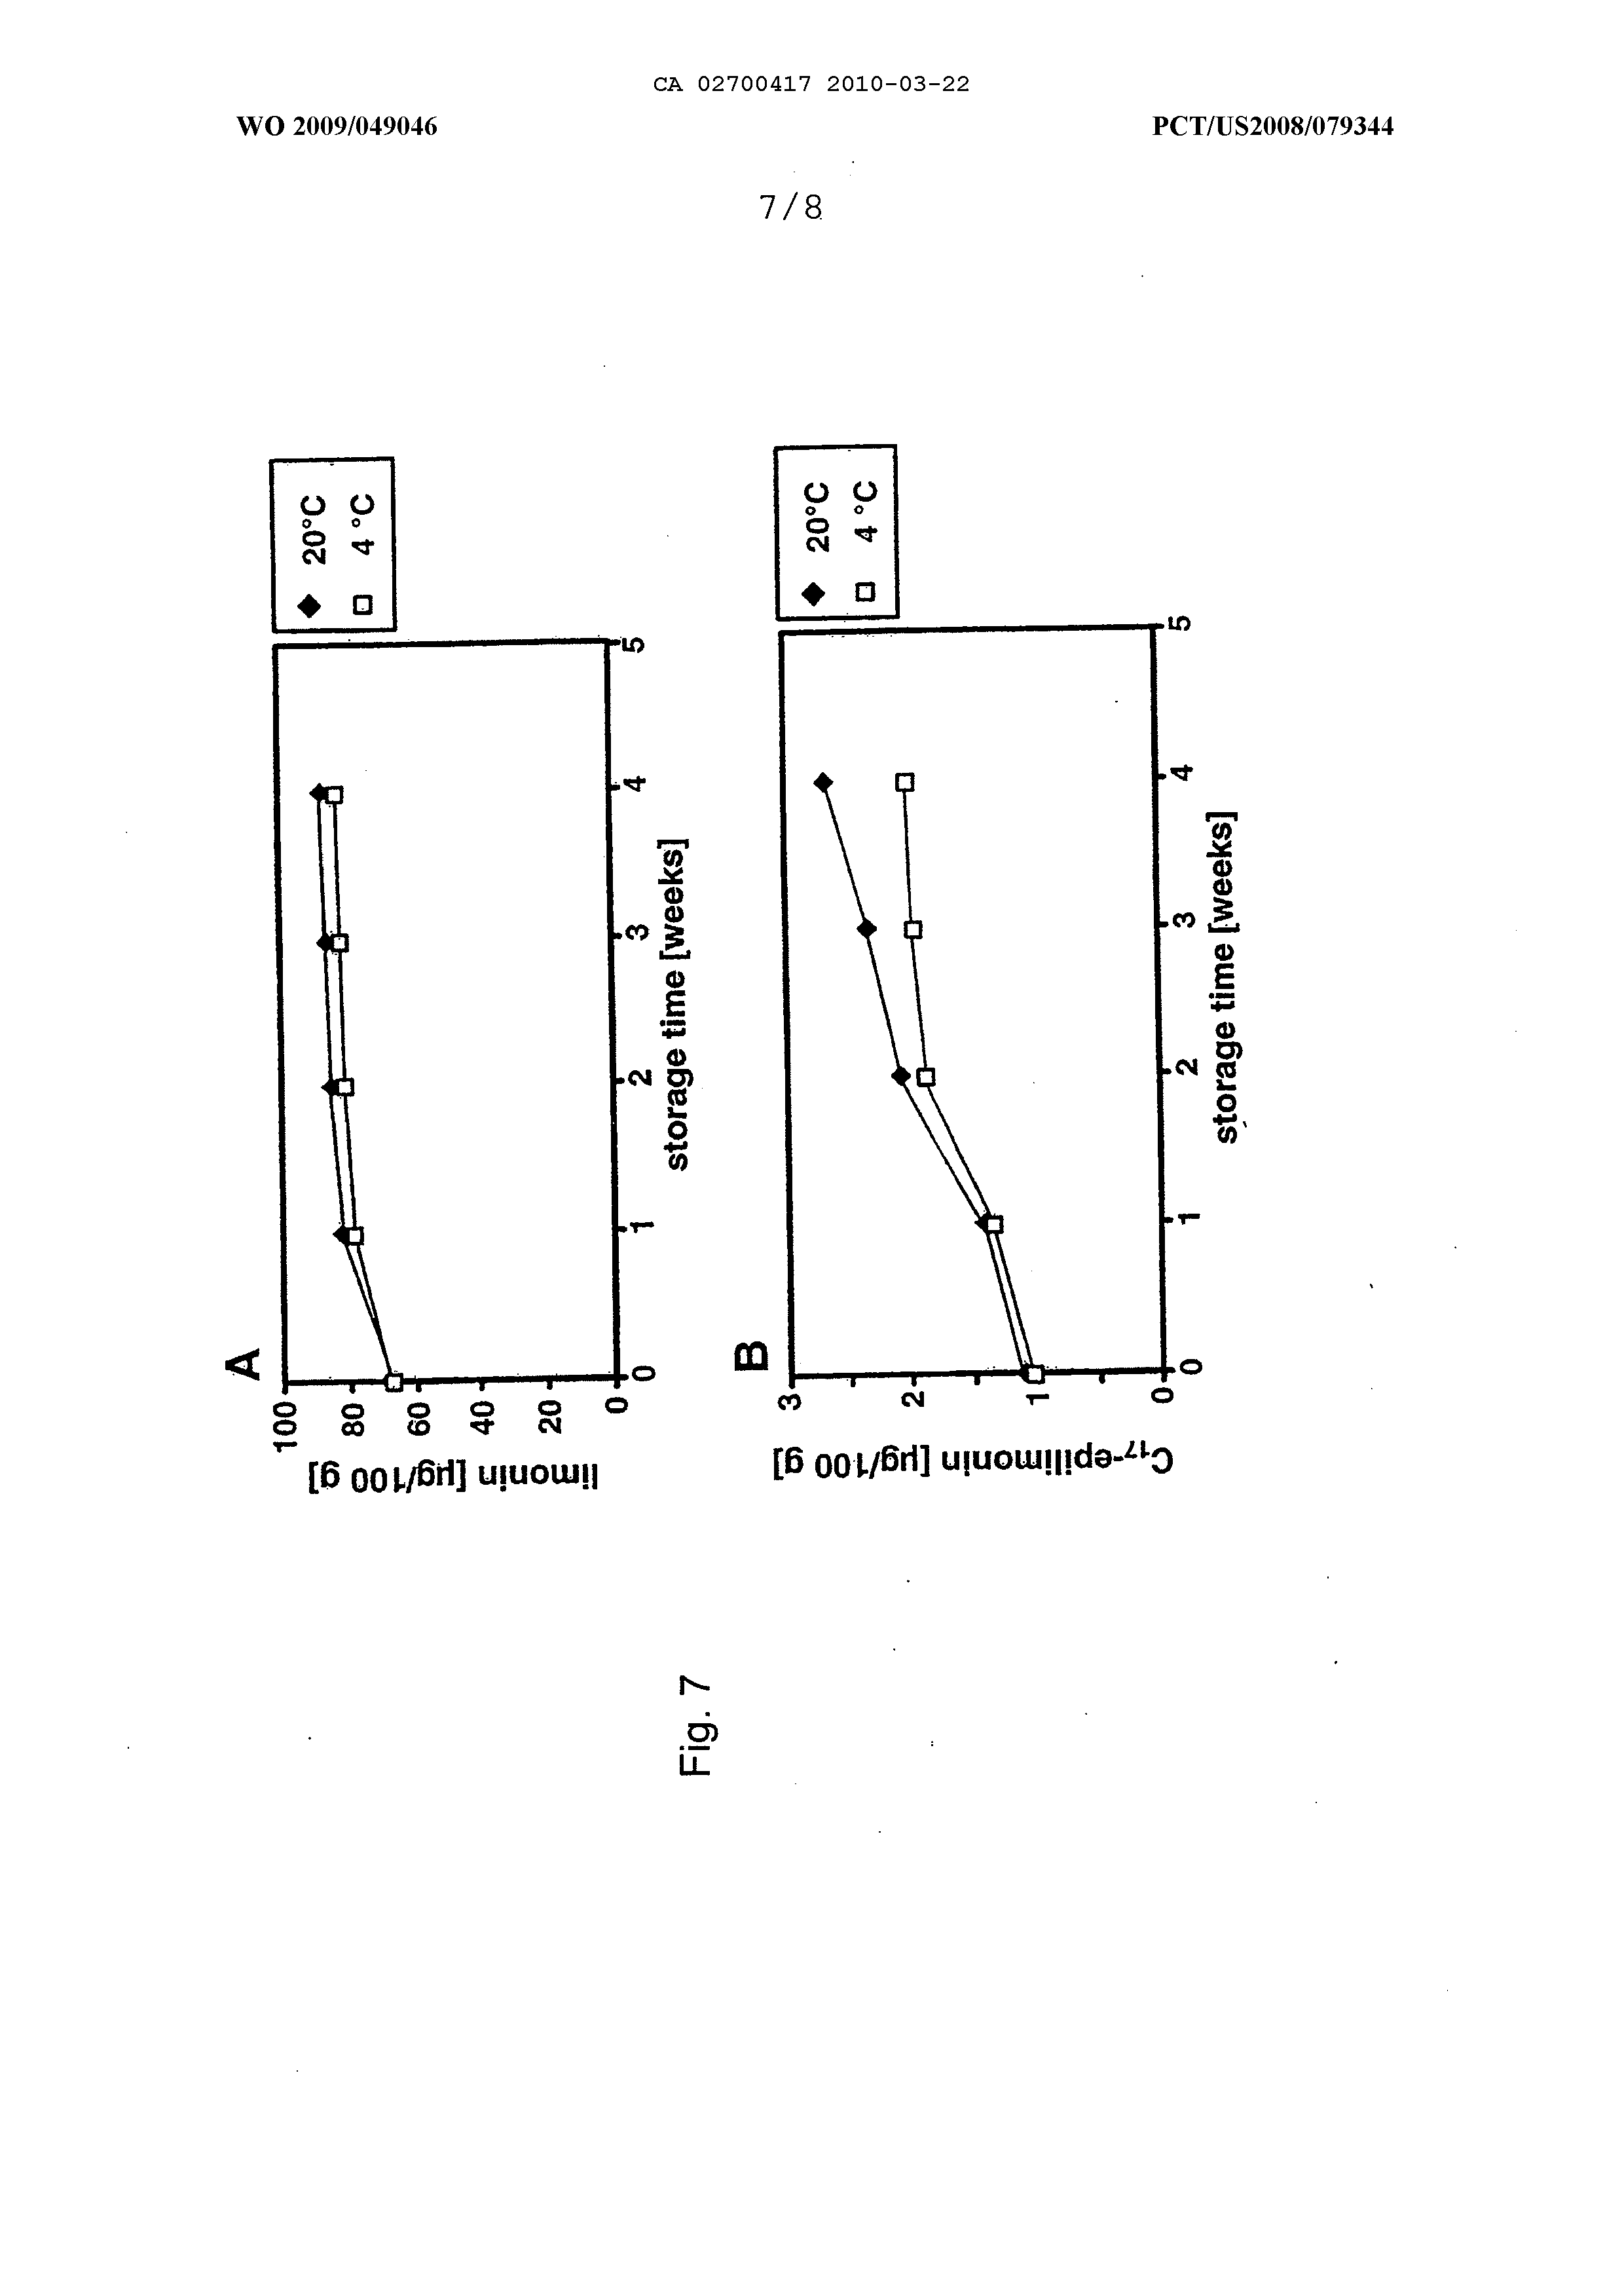 CA 02700417 2010-03-22
WO 2009/049046
PCT/US2008/079344
7/8
A
20°C
4 °C
100
80
60
40
20
0
limonin [µg/100 g]
0
1
2
3
4
5
storage time [weeks]
B
20°C
4 °C
3
2
1
0
C17-epilimonin [µg/100 g]
0
1
2
3
4
5
storage time [weeks]
Fig. 7